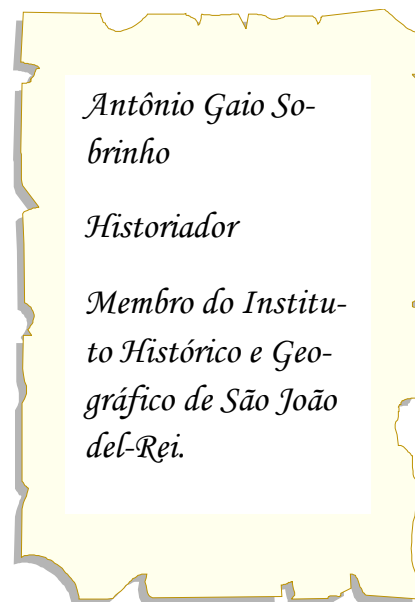 Antônio Gaio So-
brinho
Historiador
Membro do Institu-
to Histórico e Geo-
gráfico de São João
del-Rei.